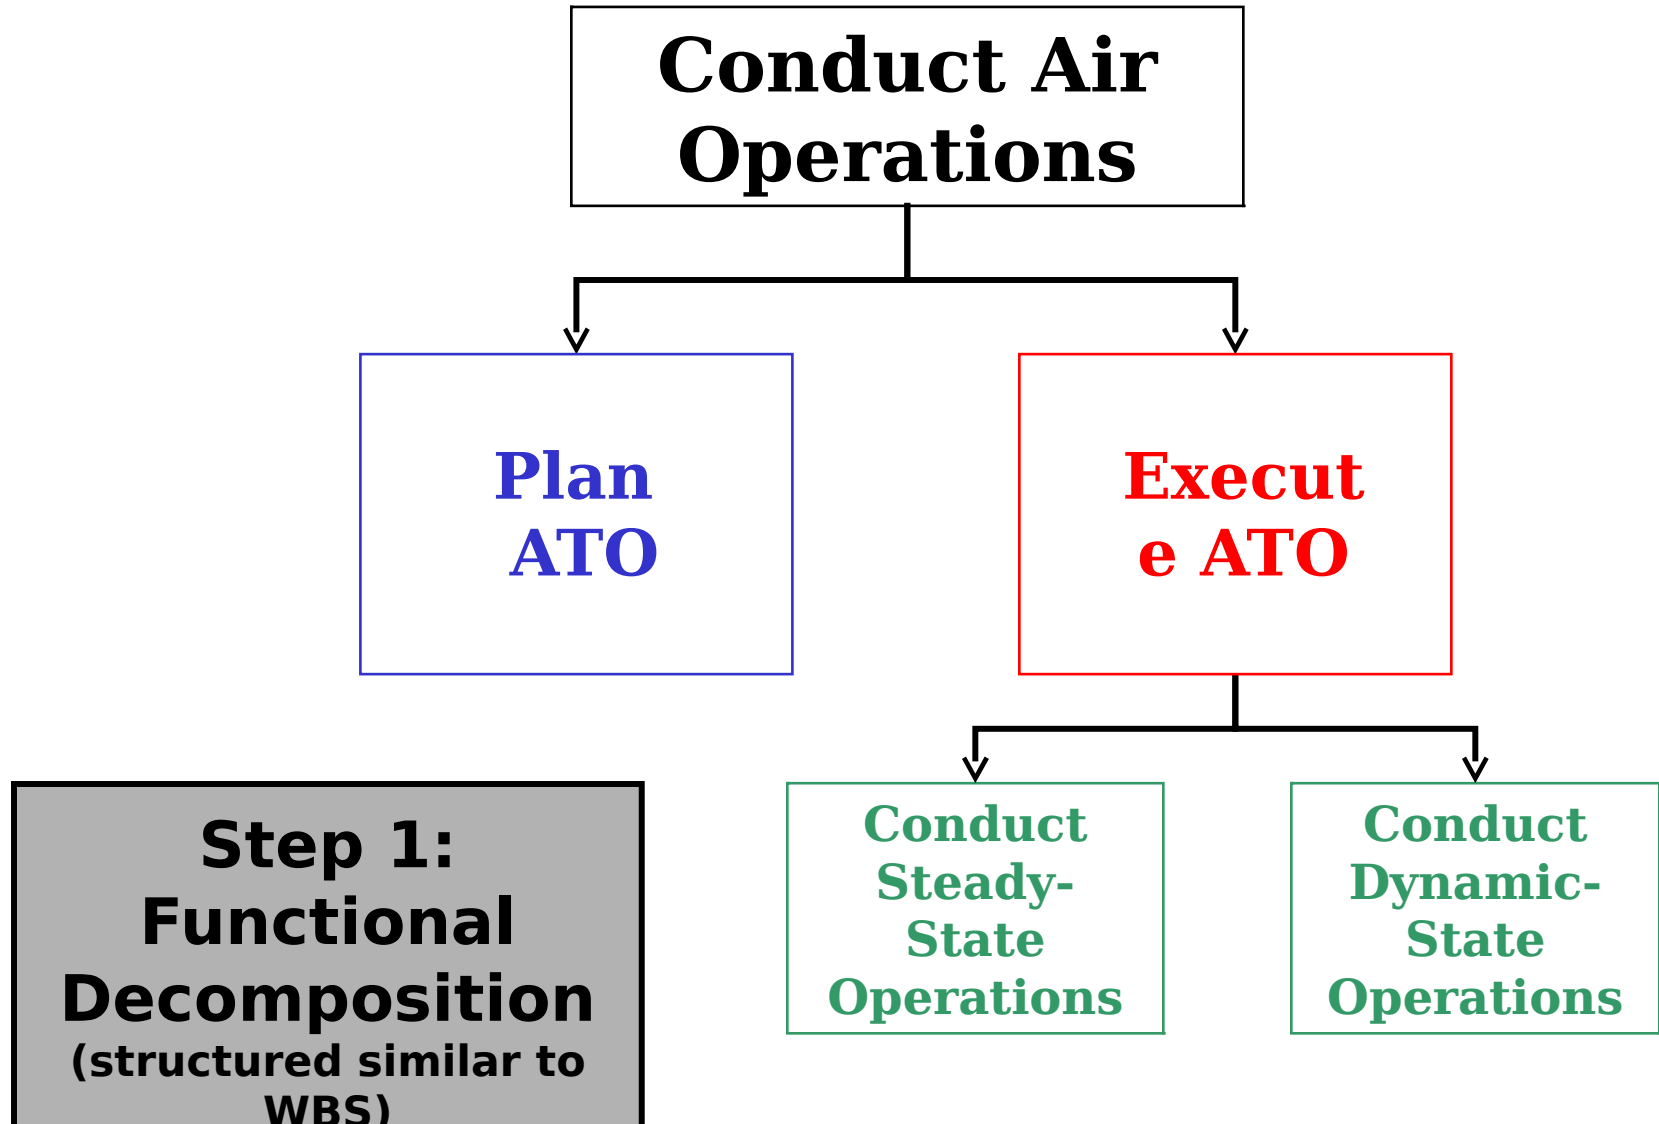 Conduct Air
Operations
Plan
ATO
Execut
e ATO
Conduct
Steady-
State
Operations
Conduct
Dynamic-
State
Operations
Step 1:
Functional
Decomposition
(structured similar to
WBS)